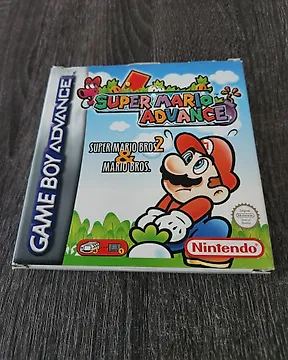 GAME BOY ADVANCE
SUPER MARIO
ADVANCE
SUPER MARIO BROS.2
&
MARIO BROS.
Nintendo